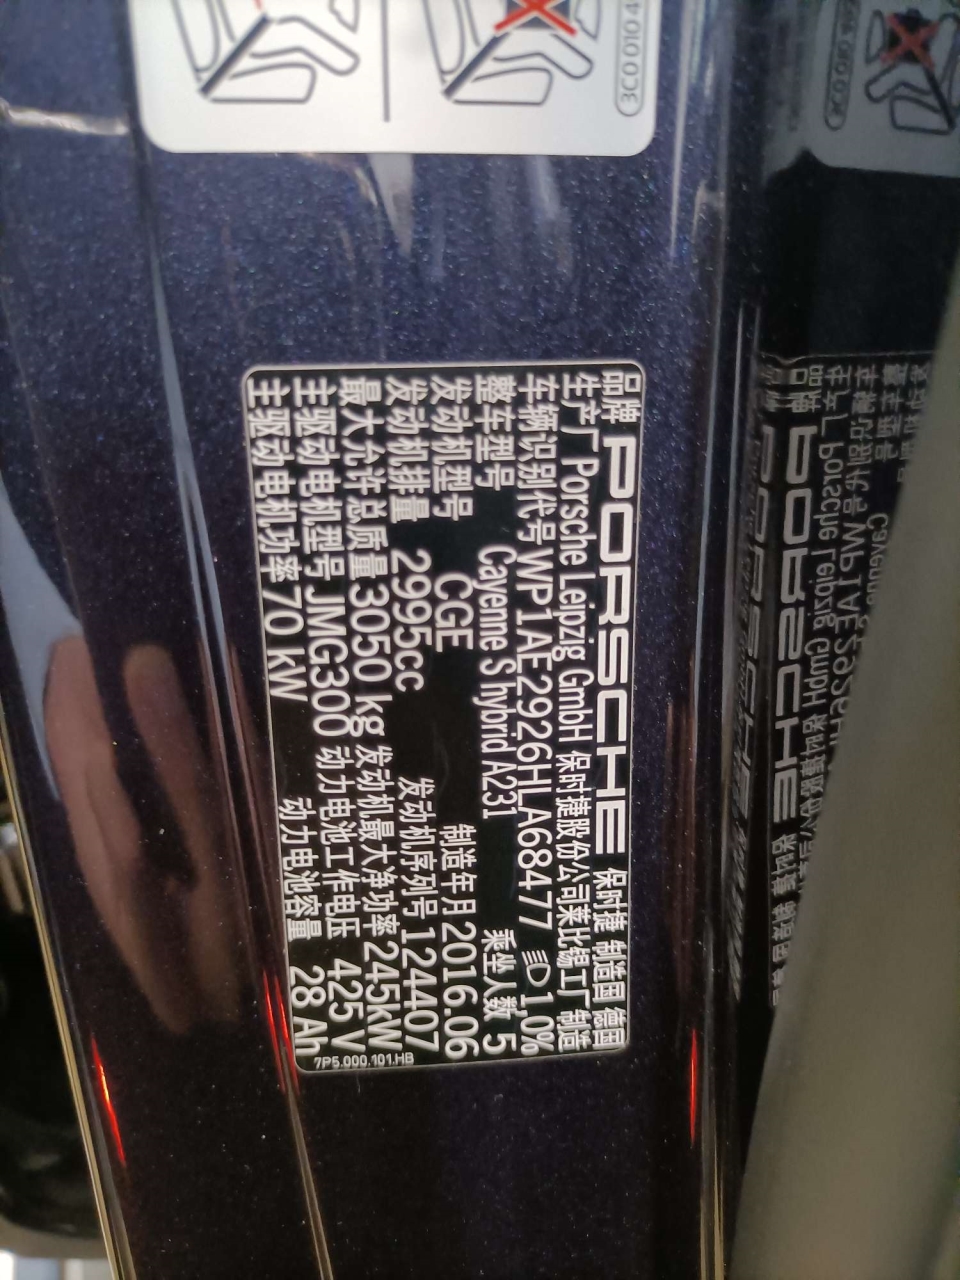 3C0 010 4
品牌 PORSCHE 保时捷 制造国 德国
生产厂 Porsche Leipzig GmbH 保时捷股份公司莱比锡工厂制造
车辆识别代号 WP1AE2926HLA68477 1,0%
整车型号 Cayenne S hybrid A231 乘坐人数 5
发动机型号 CGE 制造年月 2016.06
发动机排量 2995cc 发动机序列号 124407
最大允许总质量 3050 kg 发动机最大净功率 245kW
主驱动电机型号 JMG300 动力电池工作电压 425 V
主驱动电机功率 70 kW 动力电池容量 28 Ah
7P5.000.101.HB